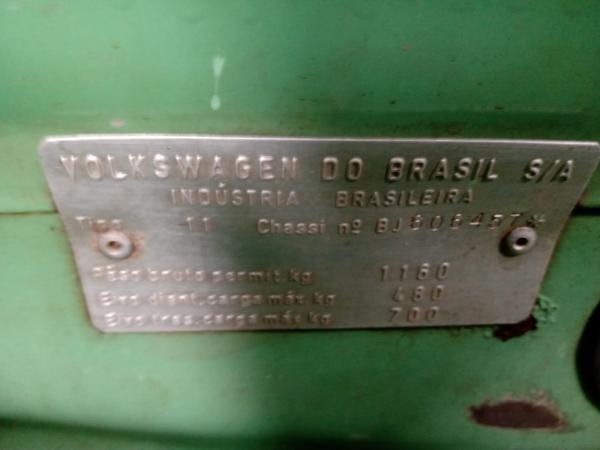 VOLKSWAGEN DO BRASIL S/A
INDÚSTRIA BRASILEIRA
Tipo 11 Chassi nº BJ606457*
Pêso bruto permit. kg 1160
Eixo diant. carga máx kg 480
Eixo tras. carga máx kg. 700